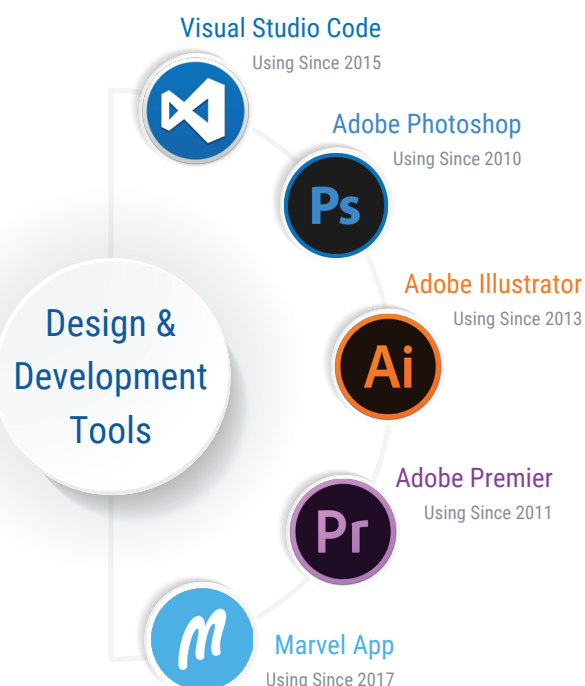 Visual Studio Code
Using Since 2015
Adobe Photoshop
Using Since 2010
Ps
Adobe Illustrator
Using Since 2013
Design &
Development
Tools
Ai
Adobe Premier
Using Since 2011
Pr
Marvel App
Using Since 2017